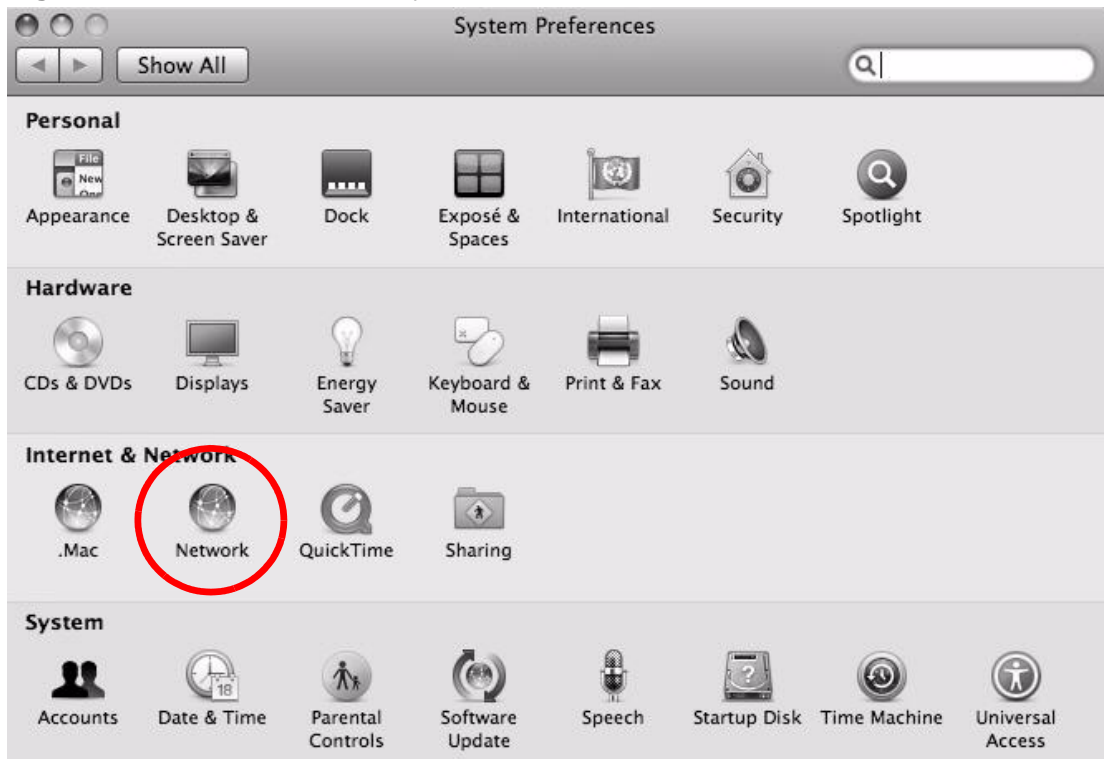 System Preferences
Show All
Personal
File
New
Appearance
Desktop &
Screen Saver
Dock
Exposé &
Spaces
International
Security
Spotlight
Hardware
CDs & DVDs
Displays
Energy
Saver
Keyboard &
Mouse
Print & Fax
Sound
Internet & Network
.Mac
Network
QuickTime
Sharing
System
18
?
Accounts
Date & Time
Parental
Controls
Software
Update
Speech
Startup Disk
Time Machine
Universal
Access